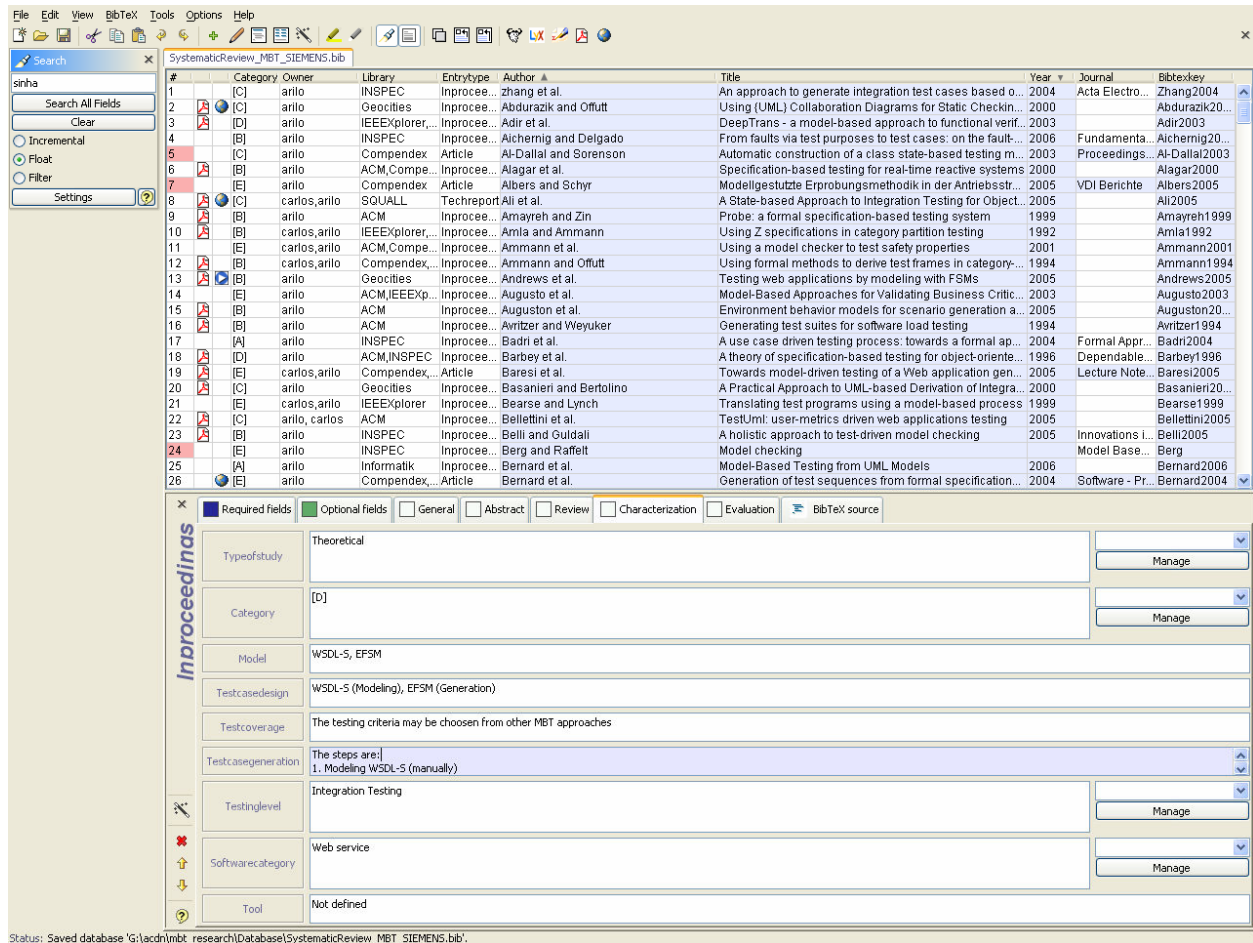 File Edit View BibTeX Tools Options Help
Search
SystematicReview_MBT_SIEMENS.bib
sinha
Search All Fields
Clear
Incremental
Float
Filter
Settings
# Category Owner Library Entrytype Author Title Year Journal Bibtexkey
1 [C] arilo INSPEC Inprocee... zhang et al. An approach to generate integration test cases based o... 2004 Acta Electro... Zhang2004
2 [C] arilo Geocities Inprocee... Abdurazik and Offutt Using {UML} Collaboration Diagrams for Static Checkin... 2000 Abdurazik20...
3 [D] arilo IEEEXplorer,... Inprocee... Adir et al. DeepTrans - a model-based approach to functional verif... 2003 Adir2003
4 [B] arilo INSPEC Inprocee... Aichernig and Delgado From faults via test purposes to test cases: on the fault-... 2006 Fundamenta... Aichernig20...
5 [C] arilo Compendex Article Al-Dallal and Sorenson Automatic construction of a class state-based testing m... 2003 Proceedings... Al-Dallal2003
6 [B] arilo ACM,Compe... Inprocee... Alagar et al. Specification-based testing for real-time reactive systems 2000 Alagar2000
7 [E] arilo Compendex Article Albers and Schyr Modellgestutzte Erprobungsmethodik in der Antriebsstr... 2005 VDI Berichte Albers2005
8 [C] carlos,arilo SQUALL Techreport Ali et al. A State-based Approach to Integration Testing for Object... 2005 Ali2005
9 [B] arilo ACM Inprocee... Amayreh and Zin Probe: a formal specification-based testing system 1999 Amayreh1999
10 [B] carlos,arilo IEEEXplorer,... Inprocee... Amla and Ammann Using Z specifications in category partition testing 1992 Amla1992
11 [E] carlos,arilo ACM,Compe... Inprocee... Ammann et al. Using a model checker to test safety properties 2001 Ammann2001
12 [B] carlos,arilo Compendex,... Inprocee... Ammann and Offutt Using formal methods to derive test frames in category-... 1994 Ammann1994
13 [B] arilo Geocities Inprocee... Andrews et al. Testing web applications by modeling with FSMs 2005 Andrews2005
14 [E] arilo ACM,IEEEXp... Inprocee... Augusto et al. Model-Based Approaches for Validating Business Critic... 2003 Augusto2003
15 [B] arilo ACM Inprocee... Auguston et al. Environment behavior models for scenario generation a... 2005 Auguston20...
16 [B] arilo ACM Inprocee... Avritzer and Weyuker Generating test suites for software load testing 1994 Avritzer1994
17 [A] arilo INSPEC Inprocee... Badri et al. A use case driven testing process: towards a formal ap... 2004 Formal Appr... Badri2004
18 [D] arilo ACM,INSPEC Inprocee... Barbey et al. A theory of specification-based testing for object-oriente... 1996 Dependable... Barbey1996
19 [E] carlos,arilo Compendex,... Article Baresi et al. Towards model-driven testing of a Web application gen... 2005 Lecture Note... Baresi2005
20 [C] arilo Geocities Inprocee... Basanieri and Bertolino A Practical Approach to UML-based Derivation of Integra... 2000 Basanieri20...
21 [E] carlos,arilo IEEEXplorer Inprocee... Bearse and Lynch Translating test programs using a model-based process 1999 Bearse1999
22 [C] arilo, carlos ACM Inprocee... Bellettini et al. TestUml: user-metrics driven web applications testing 2005 Bellettini2005
23 [B] arilo INSPEC Inprocee... Belli and Guldali A holistic approach to test-driven model checking 2005 Innovations i... Belli2005
24 [E] arilo INSPEC Inprocee... Berg and Raffelt Model checking Model Base... Berg
25 [A] arilo Informatik Inprocee... Bernard et al. Model-Based Testing from UML Models 2006 Bernard2006
26 [E] arilo Compendex,... Article Bernard et al. Generation of test sequences from formal specification... 2004 Software - Pr... Bernard2004
Inproceedings
Required fields Optional fields General Abstract Review Characterization Evaluation BibTeX source
Typeofstudy Theoretical
Manage
Category [D]
Manage
Model WSDL-S, EFSM
Testcasedesign WSDL-S (Modeling), EFSM (Generation)
Testcoverage The testing criteria may be choosen from other MBT approaches
Testcasegeneration The steps are:
1. Modeling WSDL-S (manually)
Testinglevel Integration Testing
Manage
Softwarecategory Web service
Manage
Tool Not defined
Status: Saved database 'G:\acdn\mbt_research\Database\SystematicReview_MBT_SIEMENS.bib'.